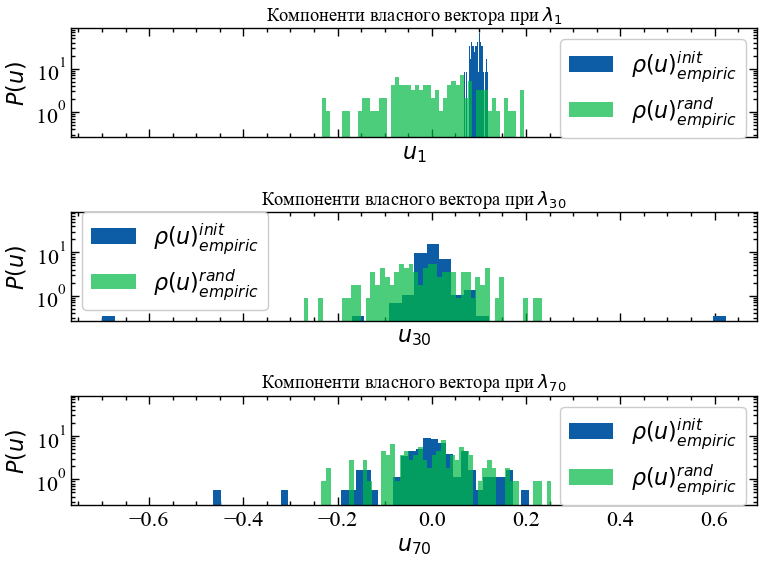 Компоненти власного вектора при λ₁
P(u)
10¹
10⁰
ρ(u)ⁱⁿⁱᵗ_empiric
ρ(u)ʳᵃⁿᵈ_empiric
u₁
Компоненти власного вектора при λ₃₀
P(u)
10¹
10⁰
ρ(u)ⁱⁿⁱᵗ_empiric
ρ(u)ʳᵃⁿᵈ_empiric
u₃₀
Компоненти власного вектора при λ₇₀
P(u)
10¹
10⁰
ρ(u)ⁱⁿⁱᵗ_empiric
ρ(u)ʳᵃⁿᵈ_empiric
−0.6 −0.4 −0.2 0.0 0.2 0.4 0.6
u₇₀